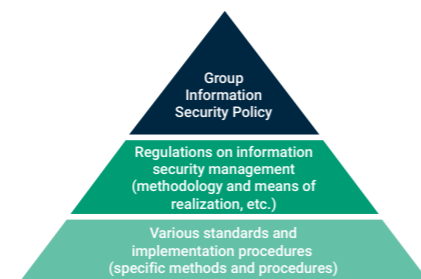 Group
Information
Security Policy
Regulations on information
security management
(methodology and means of
realization, etc.)
Various standards and
implementation procedures
(specific methods and procedures)